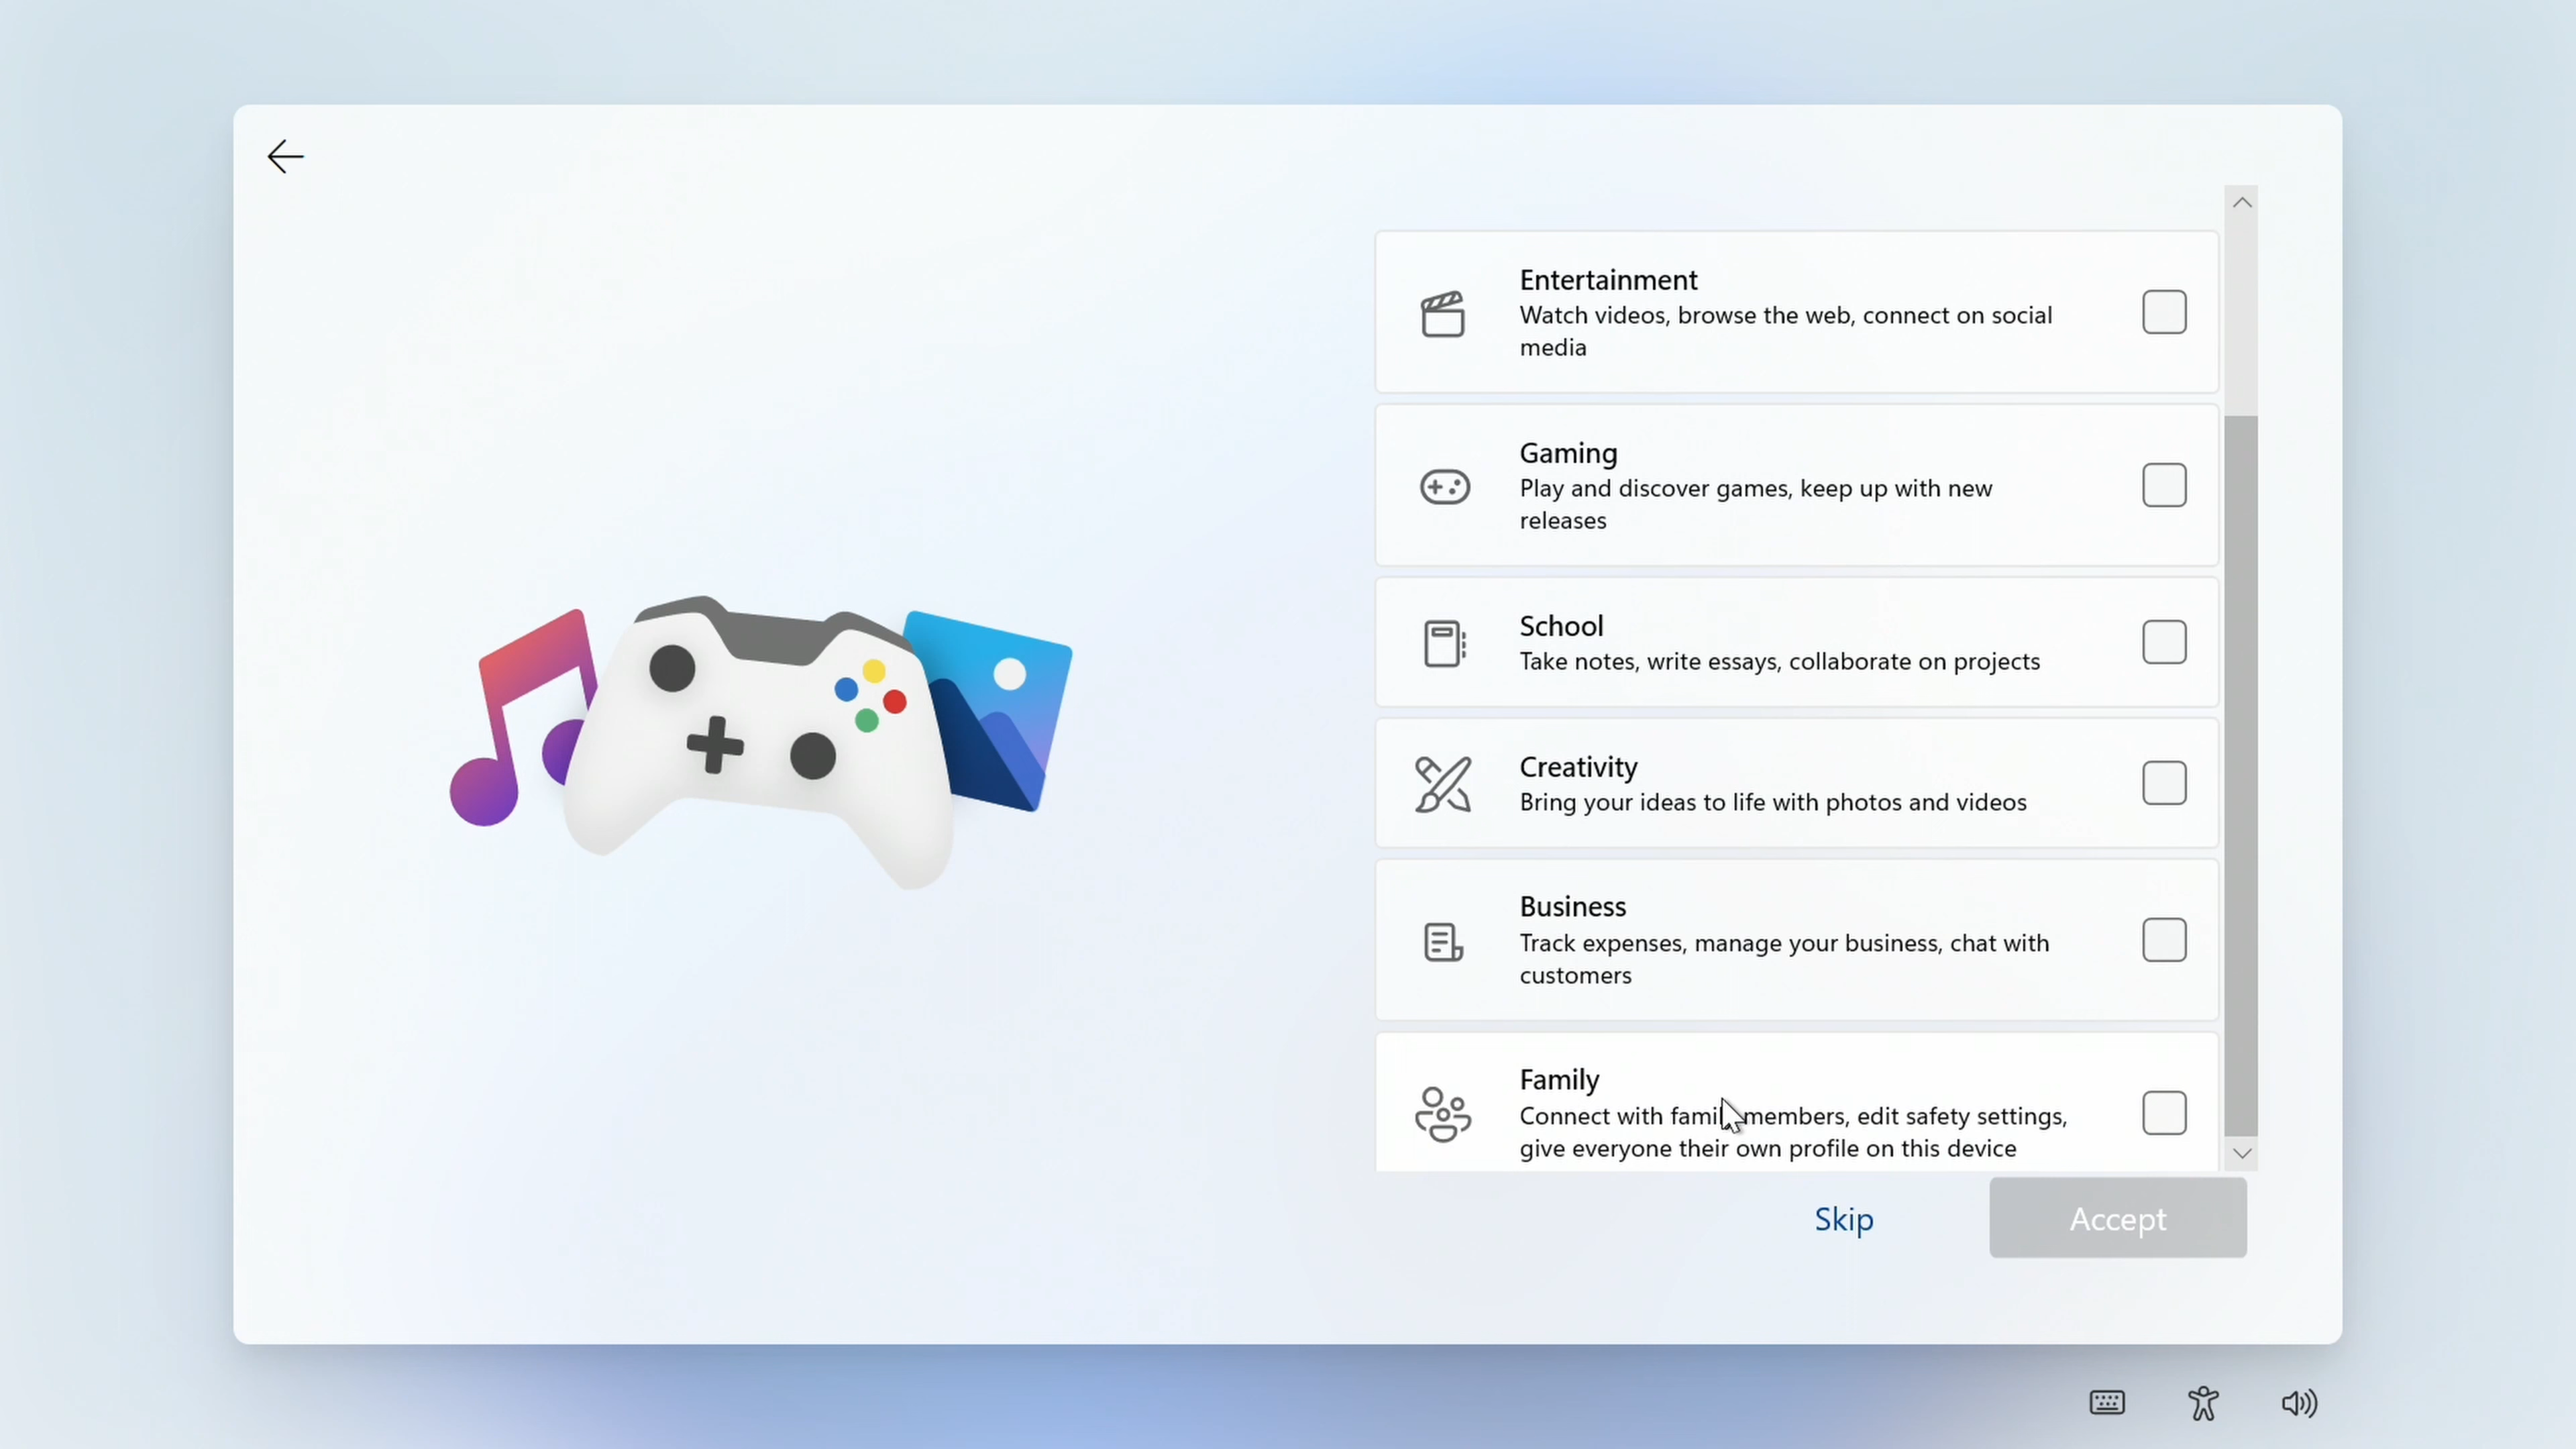 Entertainment
Watch videos, browse the web, connect on social
media
Gaming
Play and discover games, keep up with new
releases
School
Take notes, write essays, collaborate on projects
Creativity
Bring your ideas to life with photos and videos
Business
Track expenses, manage your business, chat with
customers
Family
Connect with family members, edit safety settings,
give everyone their own profile on this device
Skip
Accept